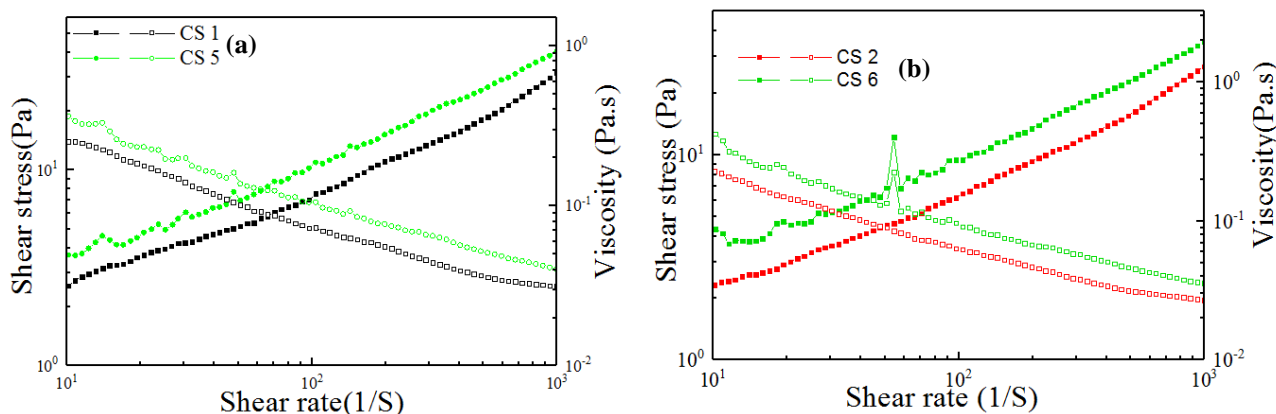 CS 1
CS 5
(a)
Shear stress(Pa)
10^1
10^0
10^0
10^-1
10^-2
Viscosity (Pa.s)
10^1
10^2
10^3
Shear rate(1/S)
CS 2
CS 6
(b)
Shear stress (Pa)
10^1
10^0
10^0
10^-1
10^-2
Viscosity(Pa.s)
10^1
10^2
10^3
Shear rate (1/S)